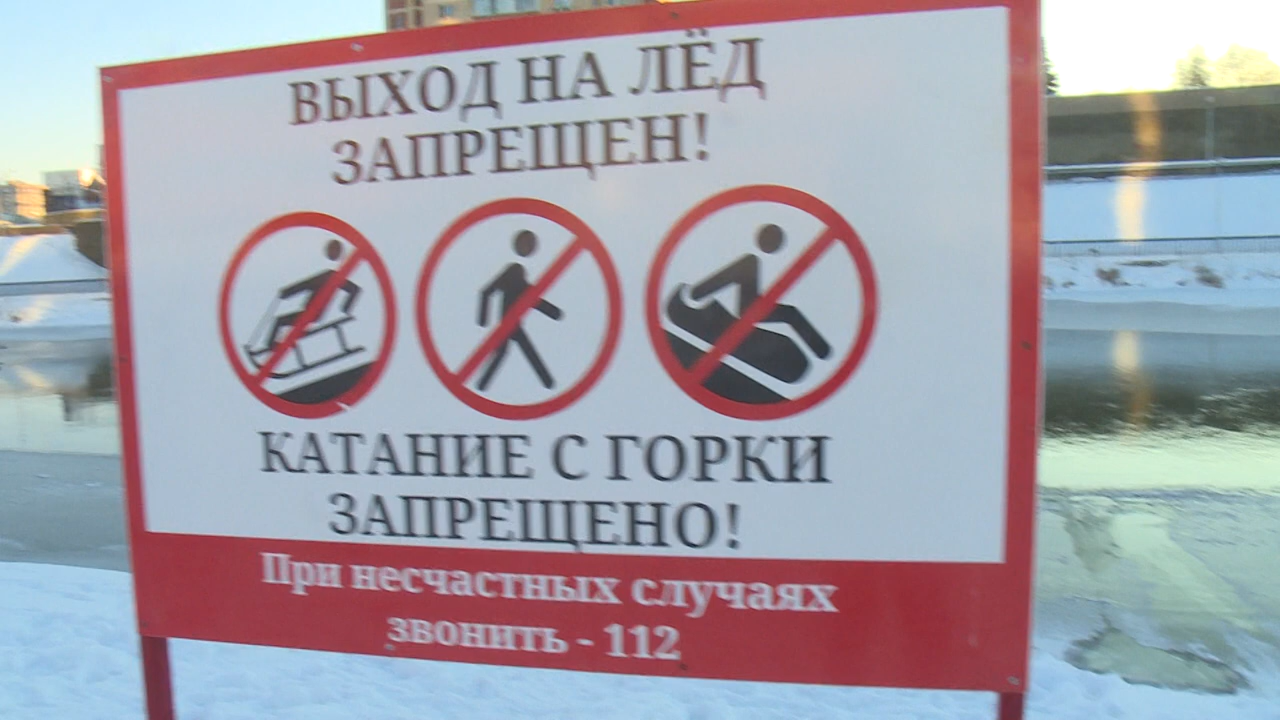 ВЫХОД НА ЛЁД
ЗАПРЕЩЕН!
КАТАНИЕ С ГОРКИ
ЗАПРЕЩЕНО!
При несчастных случаях
звонить - 112